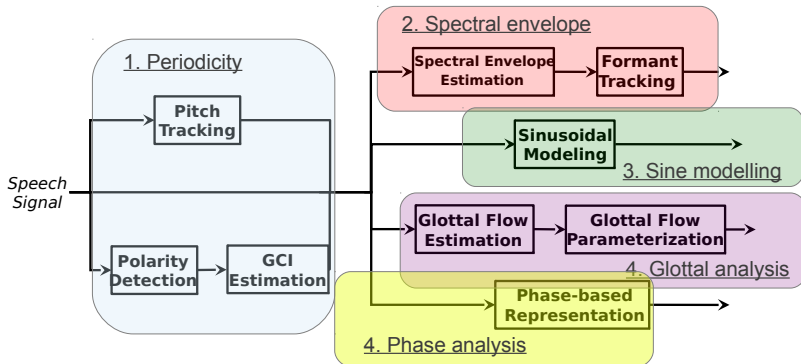 2. Spectral envelope
1. Periodicity
Spectral Envelope
Estimation
Formant
Tracking
Pitch
Tracking
Sinusoidal
Modeling
3. Sine modelling
Speech
Signal
Glottal Flow
Estimation
Glottal Flow
Parameterization
Polarity
Detection
GCI
Estimation
4. Glottal analysis
Phase-based
Representation
4. Phase analysis